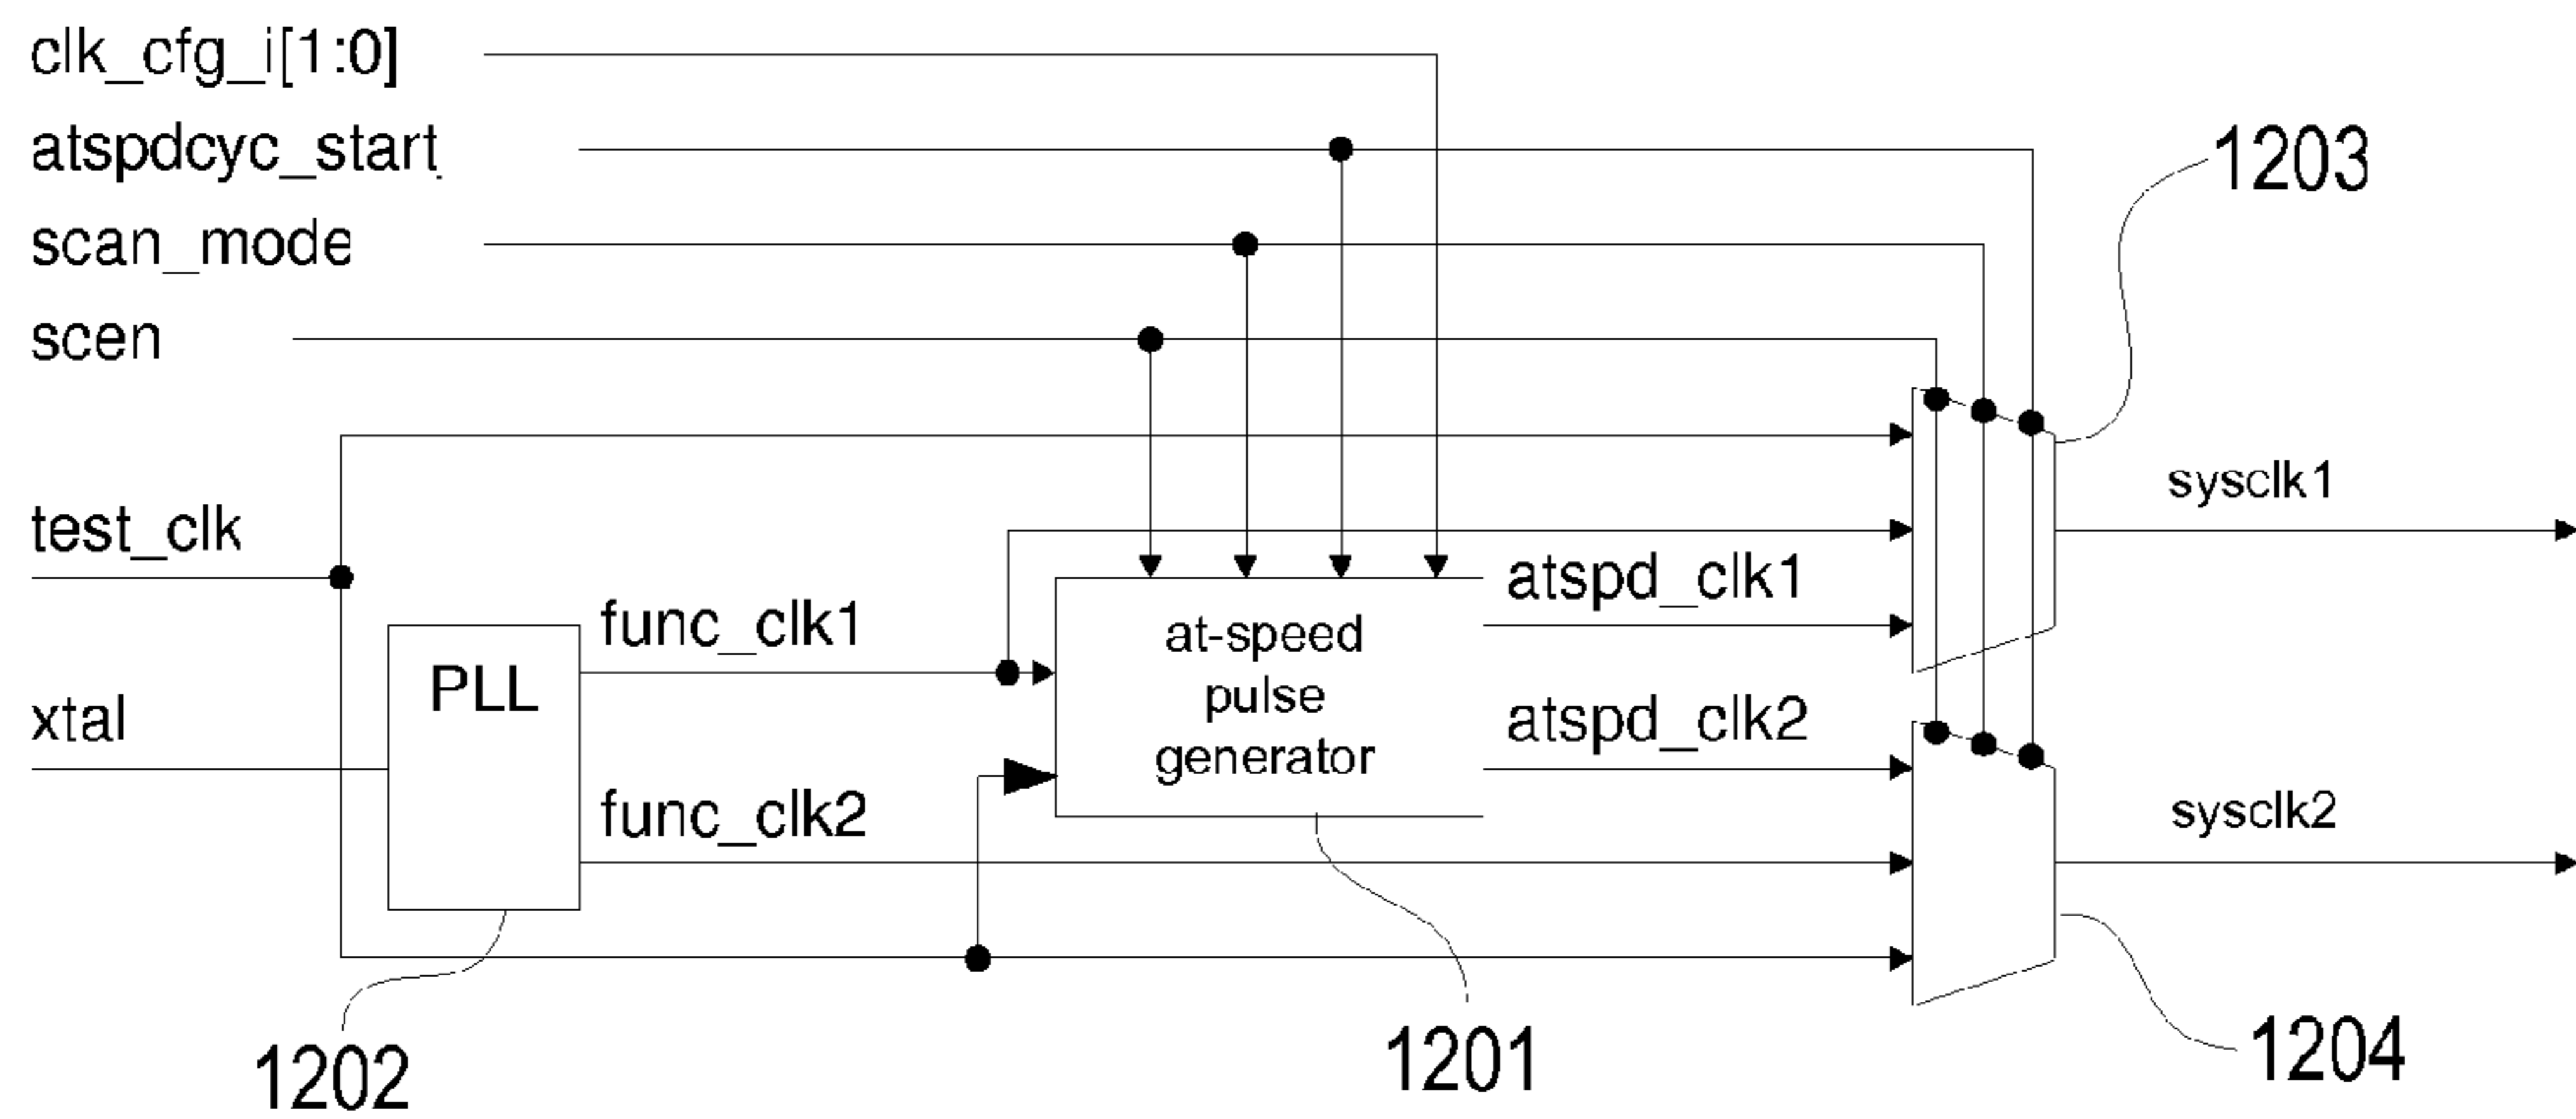 clk_cfg_i[1:0]
atspdcyc_start
1203
scan_mode
scen
sysclk1
test_clk
atspd_clk1
func_clk1
at-speed
pulse
generator
PLL
xtal
atspd_clk2
func_clk2
sysclk2
1202
1201
1204